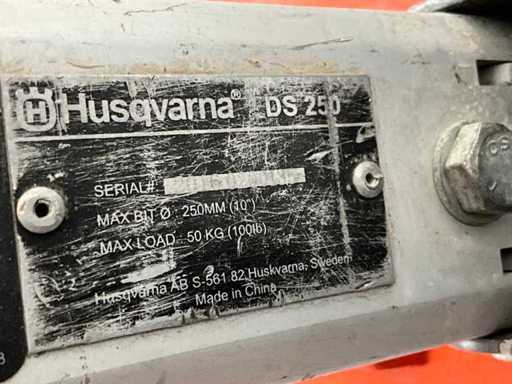 Husqvarna® DS 250
SERIAL#:
MAX BIT Ø : 250MM (10")
MAX LOAD : 50 KG (100lb)
Husqvarna AB S-561 82 Huskvarna, Sweden
Made in China